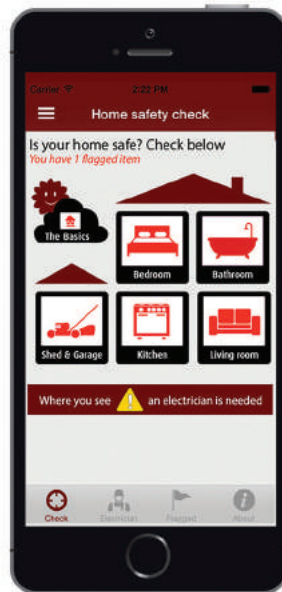 Carrier 2:22 PM
Home safety check
Is your home safe? Check below
You have 1 flagged item
The Basics
Bedroom
Bathroom
Shed & Garage
Kitchen
Living room
Where you see an electrician is needed
Check
Electrician
Flagged
About